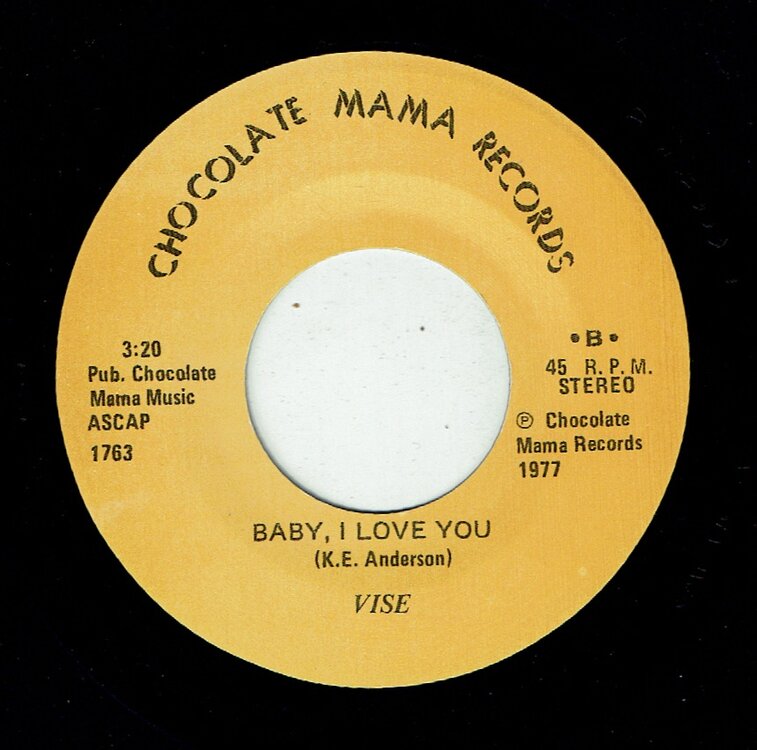 CHOCOLATE MAMA RECORDS
3:20
Pub. Chocolate
Mama Music
ASCAP
1763
•B•
45 R.P.M.
STEREO
Ⓟ Chocolate
Mama Records
1977
BABY, I LOVE YOU
(K.E. Anderson)
VISE